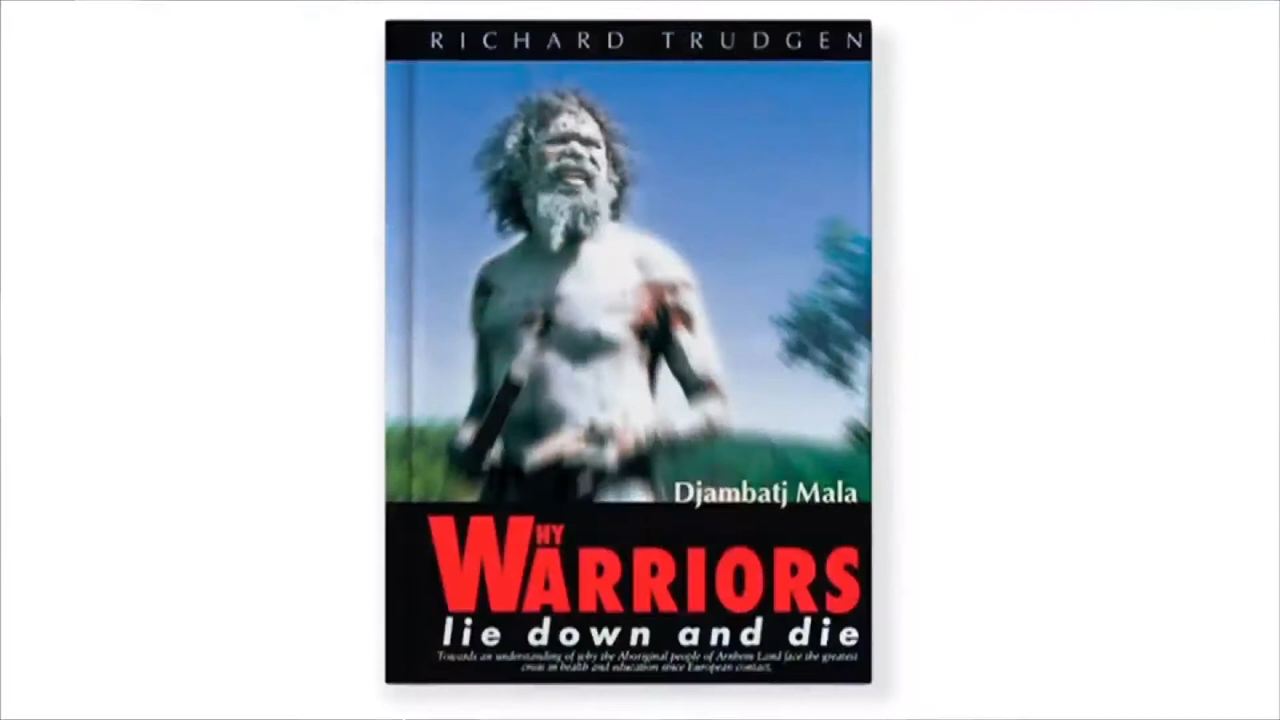 RICHARD TRUDGEN
Djambatj Mala
WHY
WARRIORS
lie down and die
Towards an understanding of why the Aboriginal people of Arnhem Land face the greatest
crisis in health and education since European contact.